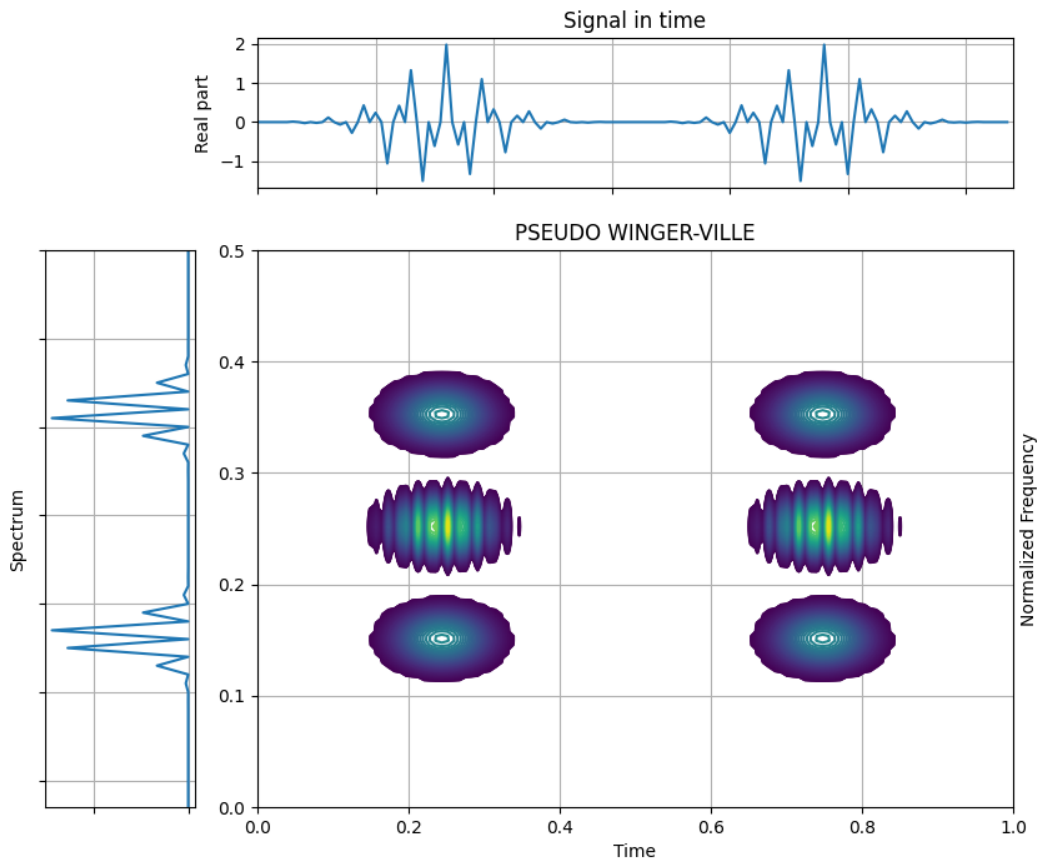 Signal in time
Real part
2
1
0
−1
PSEUDO WINGER-VILLE
Spectrum
0.5
0.4
0.3
0.2
0.1
0.0
0.0 0.2 0.4 0.6 0.8 1.0
Time
Normalized Frequency